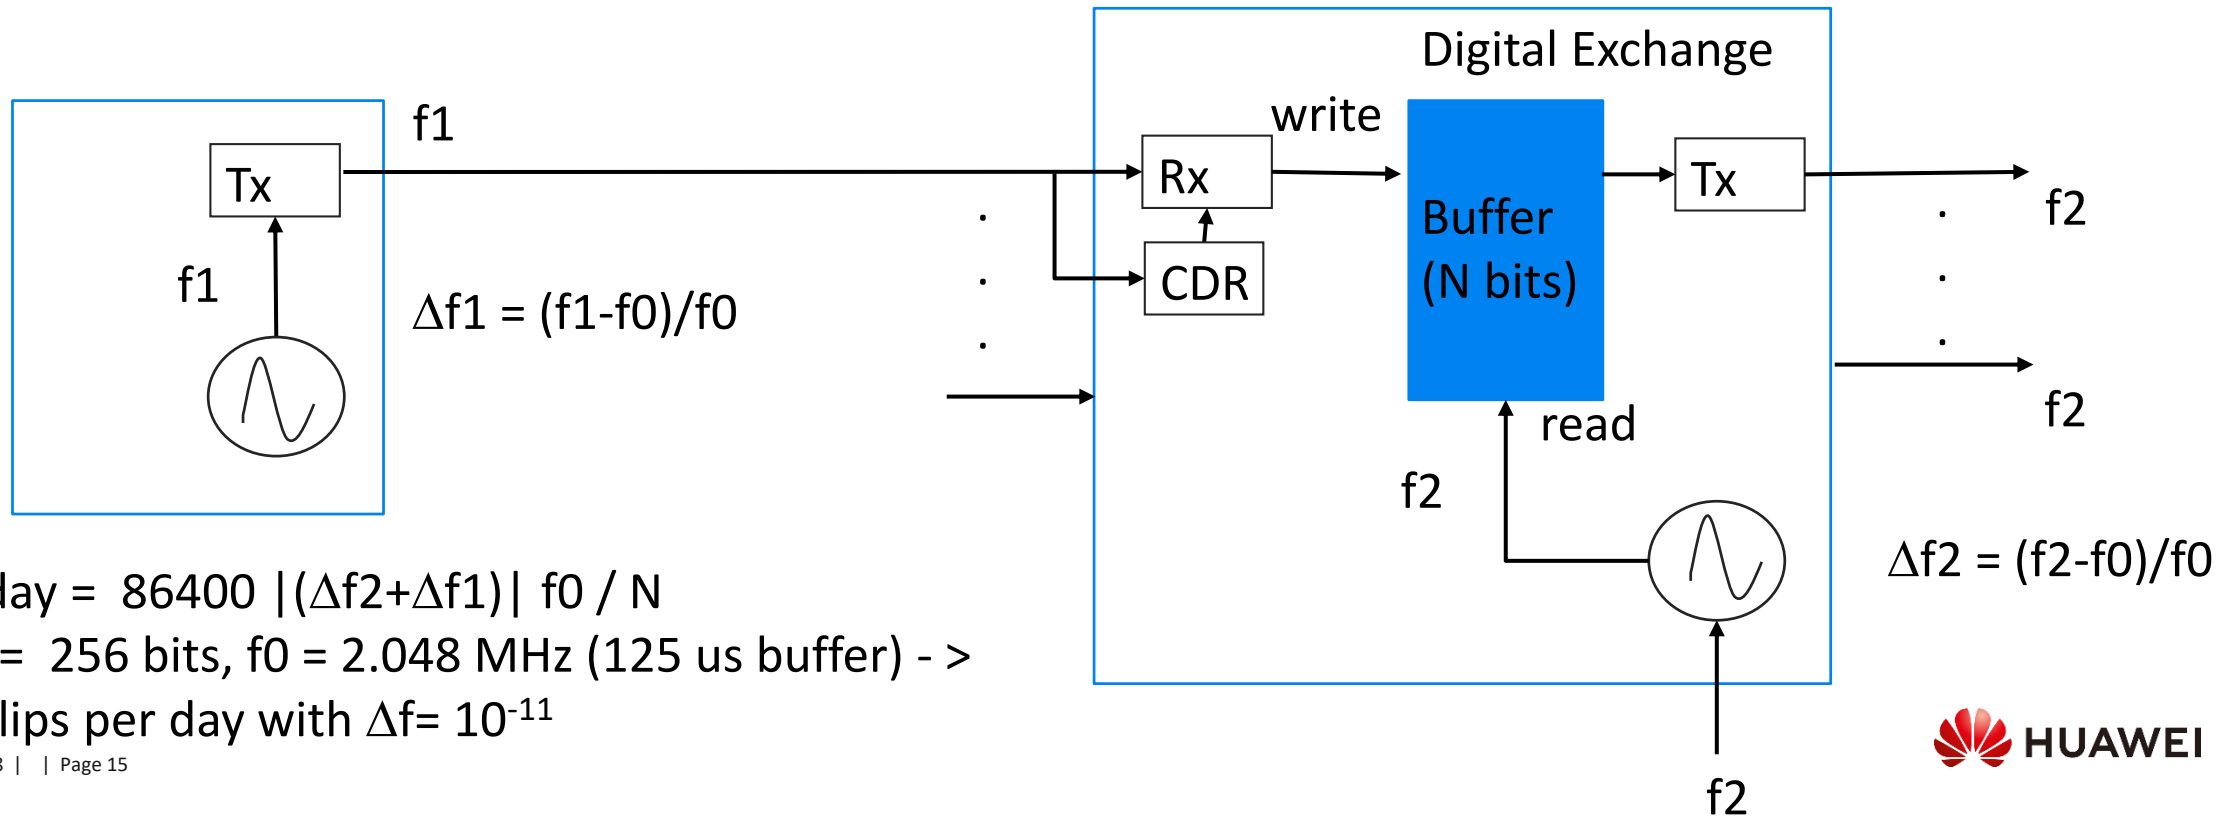 Digital Exchange
f1
write
Tx
Rx
Tx
Buffer
(N bits)
f2
f1
CDR
Δf1 = (f1-f0)/f0
f2
read
f2
Δf2 = (f2-f0)/f0
day = 86400 |(Δf2+Δf1)| f0 / N
= 256 bits, f0 = 2.048 MHz (125 us buffer) - >
lips per day with Δf= 10⁻¹¹
| | Page 15
HUAWEI
f2